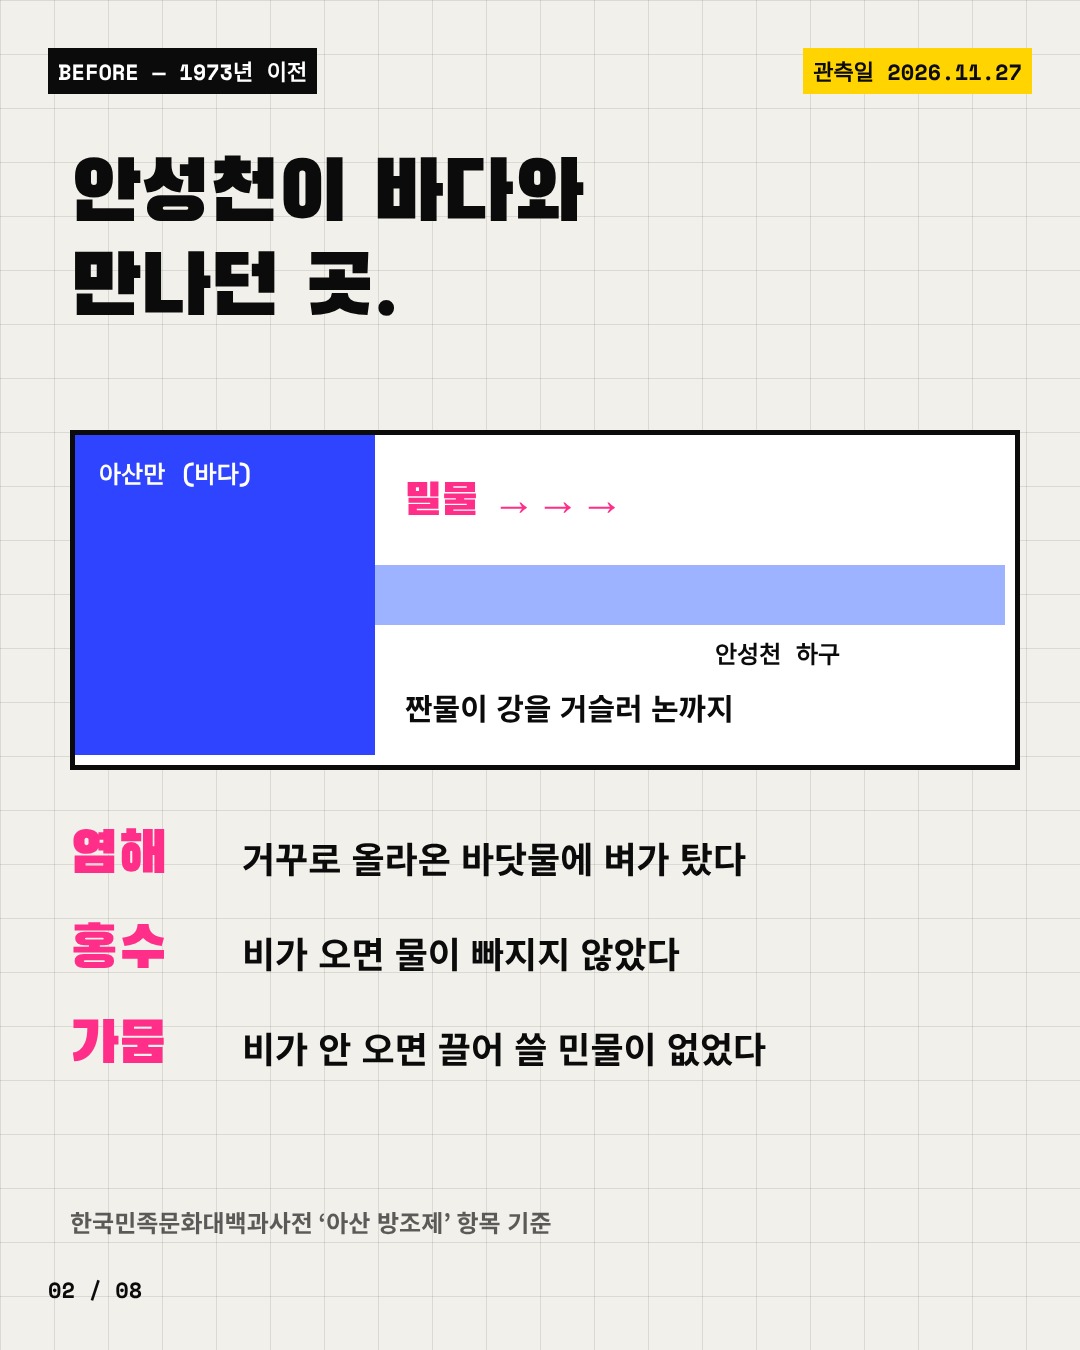 BEFORE — 1973년 이전
관측일 2026.11.27
안성천이 바다와
만나던 곳.
아산만 (바다)
밀물 → → →
안성천 하구
짠물이 강을 거슬러 논까지
염해 거꾸로 올라온 바닷물에 벼가 탔다
홍수 비가 오면 물이 빠지지 않았다
가뭄 비가 안 오면 끌어 쓸 민물이 없었다
한국민족문화대백과사전 ‘아산 방조제’ 항목 기준
02 / 08